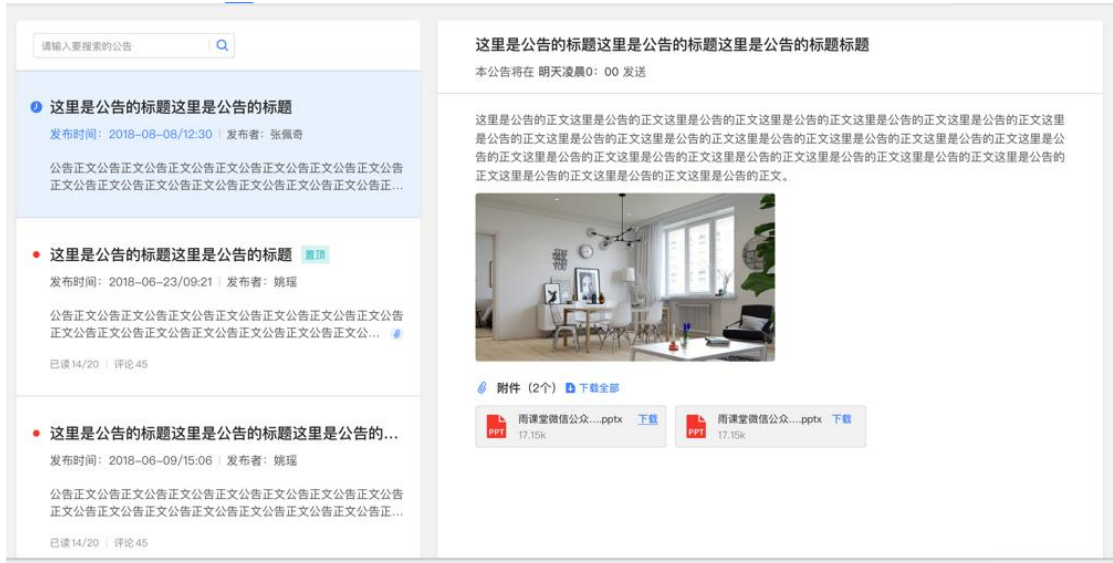 请输入要搜索的公告
这里是公告的标题这里是公告的标题
发布时间：2018-08-08/12:30 | 发布者：张佩奇
公告正文公告正文公告正文公告正文公告正文公告正文公告正文公告
正文公告正文公告正文公告正文公告正文公告正文公告正文公告正...
这里是公告的标题这里是公告的标题 置顶
发布时间：2018-06-23/09:21 | 发布者：姚瑶
公告正文公告正文公告正文公告正文公告正文公告正文公告正文公告
正文公告正文公告正文公告正文公告正文公告正文公告正文公...
已读14/20 | 评论45
这里是公告的标题这里是公告的标题这里是公告的...
发布时间：2018-06-09/15:06 | 发布者：姚瑶
公告正文公告正文公告正文公告正文公告正文公告正文公告正文公告
正文公告正文公告正文公告正文公告正文公告正文公告正文公告正...
已读14/20 | 评论45
这里是公告的标题这里是公告的标题这里是公告的标题标题
本公告将在 明天凌晨0：00 发送
这里是公告的正文这里是公告的正文这里是公告的正文这里是公告的正文这里是公告的正文这里是公告的正文这里
是公告的正文这里是公告的正文这里是公告的正文这里是公告的正文这里是公告的正文这里是公告的正文这里是公
告的正文这里是公告的正文这里是公告的正文这里是公告的正文这里是公告的正文这里是公告的正文这里是公告的
正文这里是公告的正文这里是公告的正文这里是公告的正文。
附件（2个） 下载全部
雨课堂微信公众....pptx 下载
PPT
17.15k
雨课堂微信公众....pptx 下载
PPT
17.15k